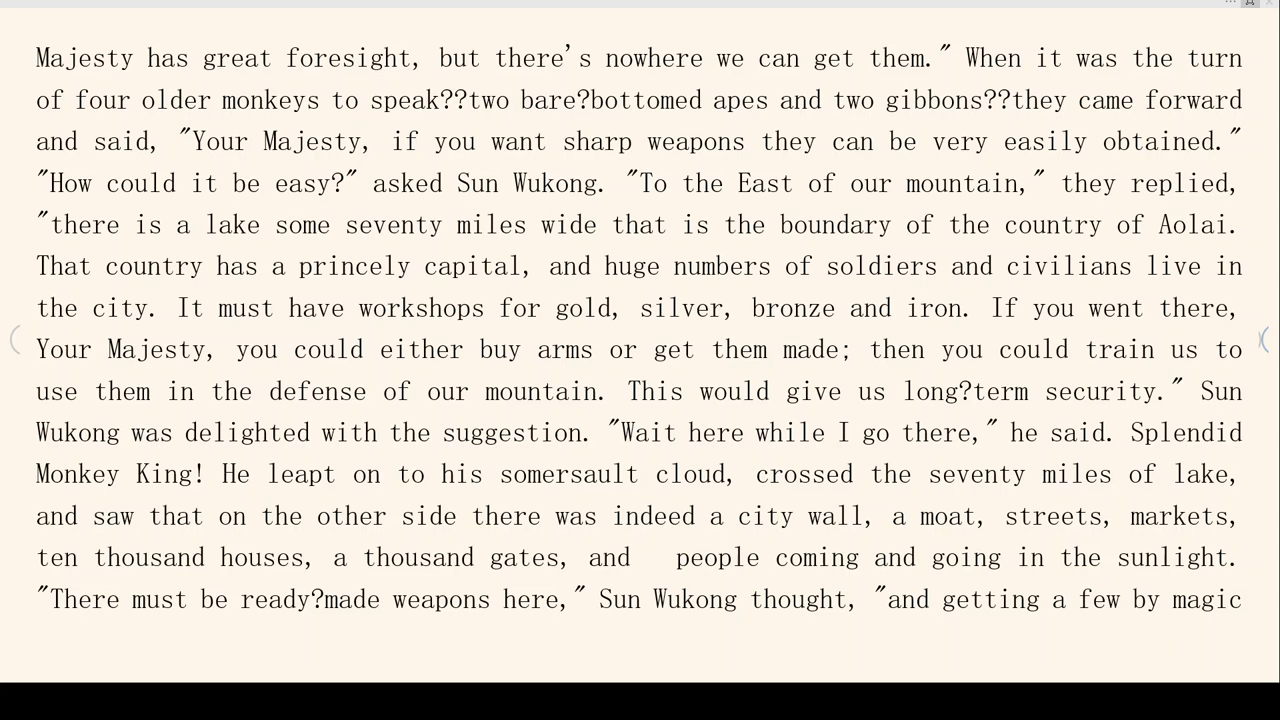 Majesty has great foresight, but there's nowhere we can get them." When it was the turn
of four older monkeys to speak??two bare?bottomed apes and two gibbons??they came forward
and said, "Your Majesty, if you want sharp weapons they can be very easily obtained."
"How could it be easy?" asked Sun Wukong. "To the East of our mountain," they replied,
"there is a lake some seventy miles wide that is the boundary of the country of Aolai.
That country has a princely capital, and huge numbers of soldiers and civilians live in
the city. It must have workshops for gold, silver, bronze and iron. If you went there,
Your Majesty, you could either buy arms or get them made; then you could train us to
use them in the defense of our mountain. This would give us long?term security." Sun
Wukong was delighted with the suggestion. "Wait here while I go there," he said. Splendid
Monkey King! He leapt on to his somersault cloud, crossed the seventy miles of lake,
and saw that on the other side there was indeed a city wall, a moat, streets, markets,
ten thousand houses, a thousand gates, and people coming and going in the sunlight.
"There must be ready?made weapons here," Sun Wukong thought, "and getting a few by magic